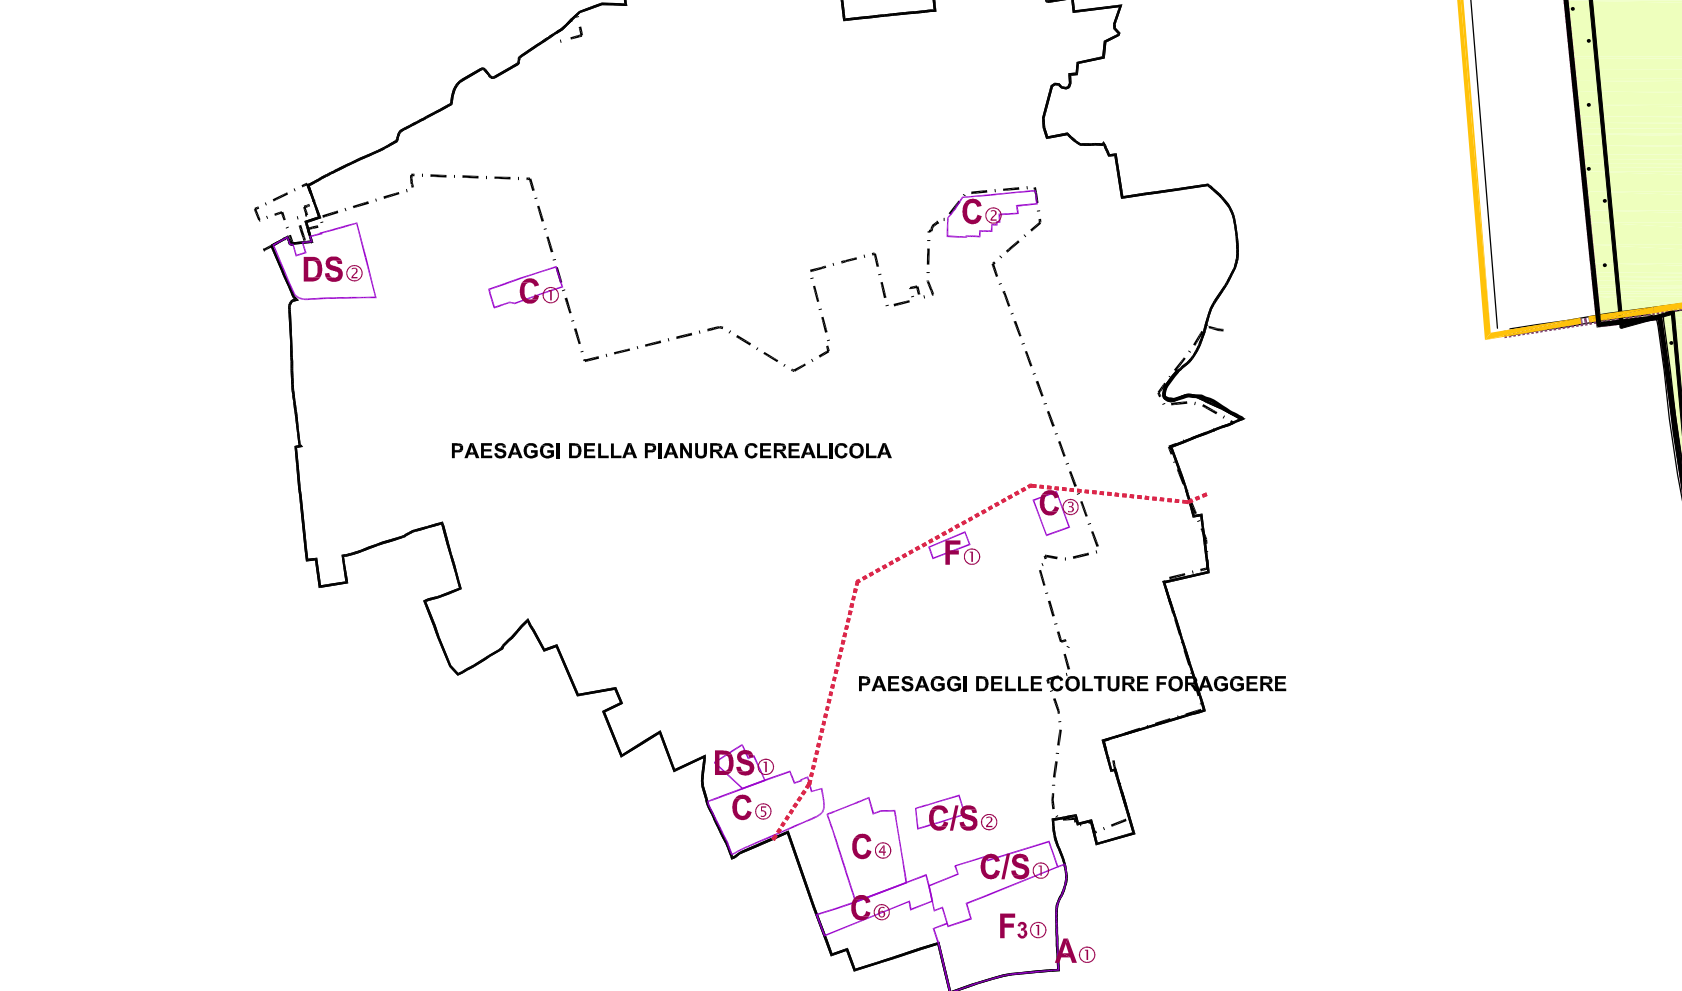 C②
DS②
C①
PAESAGGI DELLA PIANURA CEREALICOLA
C③
F①
PAESAGGI DELLE COLTURE FORAGGERE
DS①
C⑤
C/S②
C④
C/S①
C⑥
F3①
A①